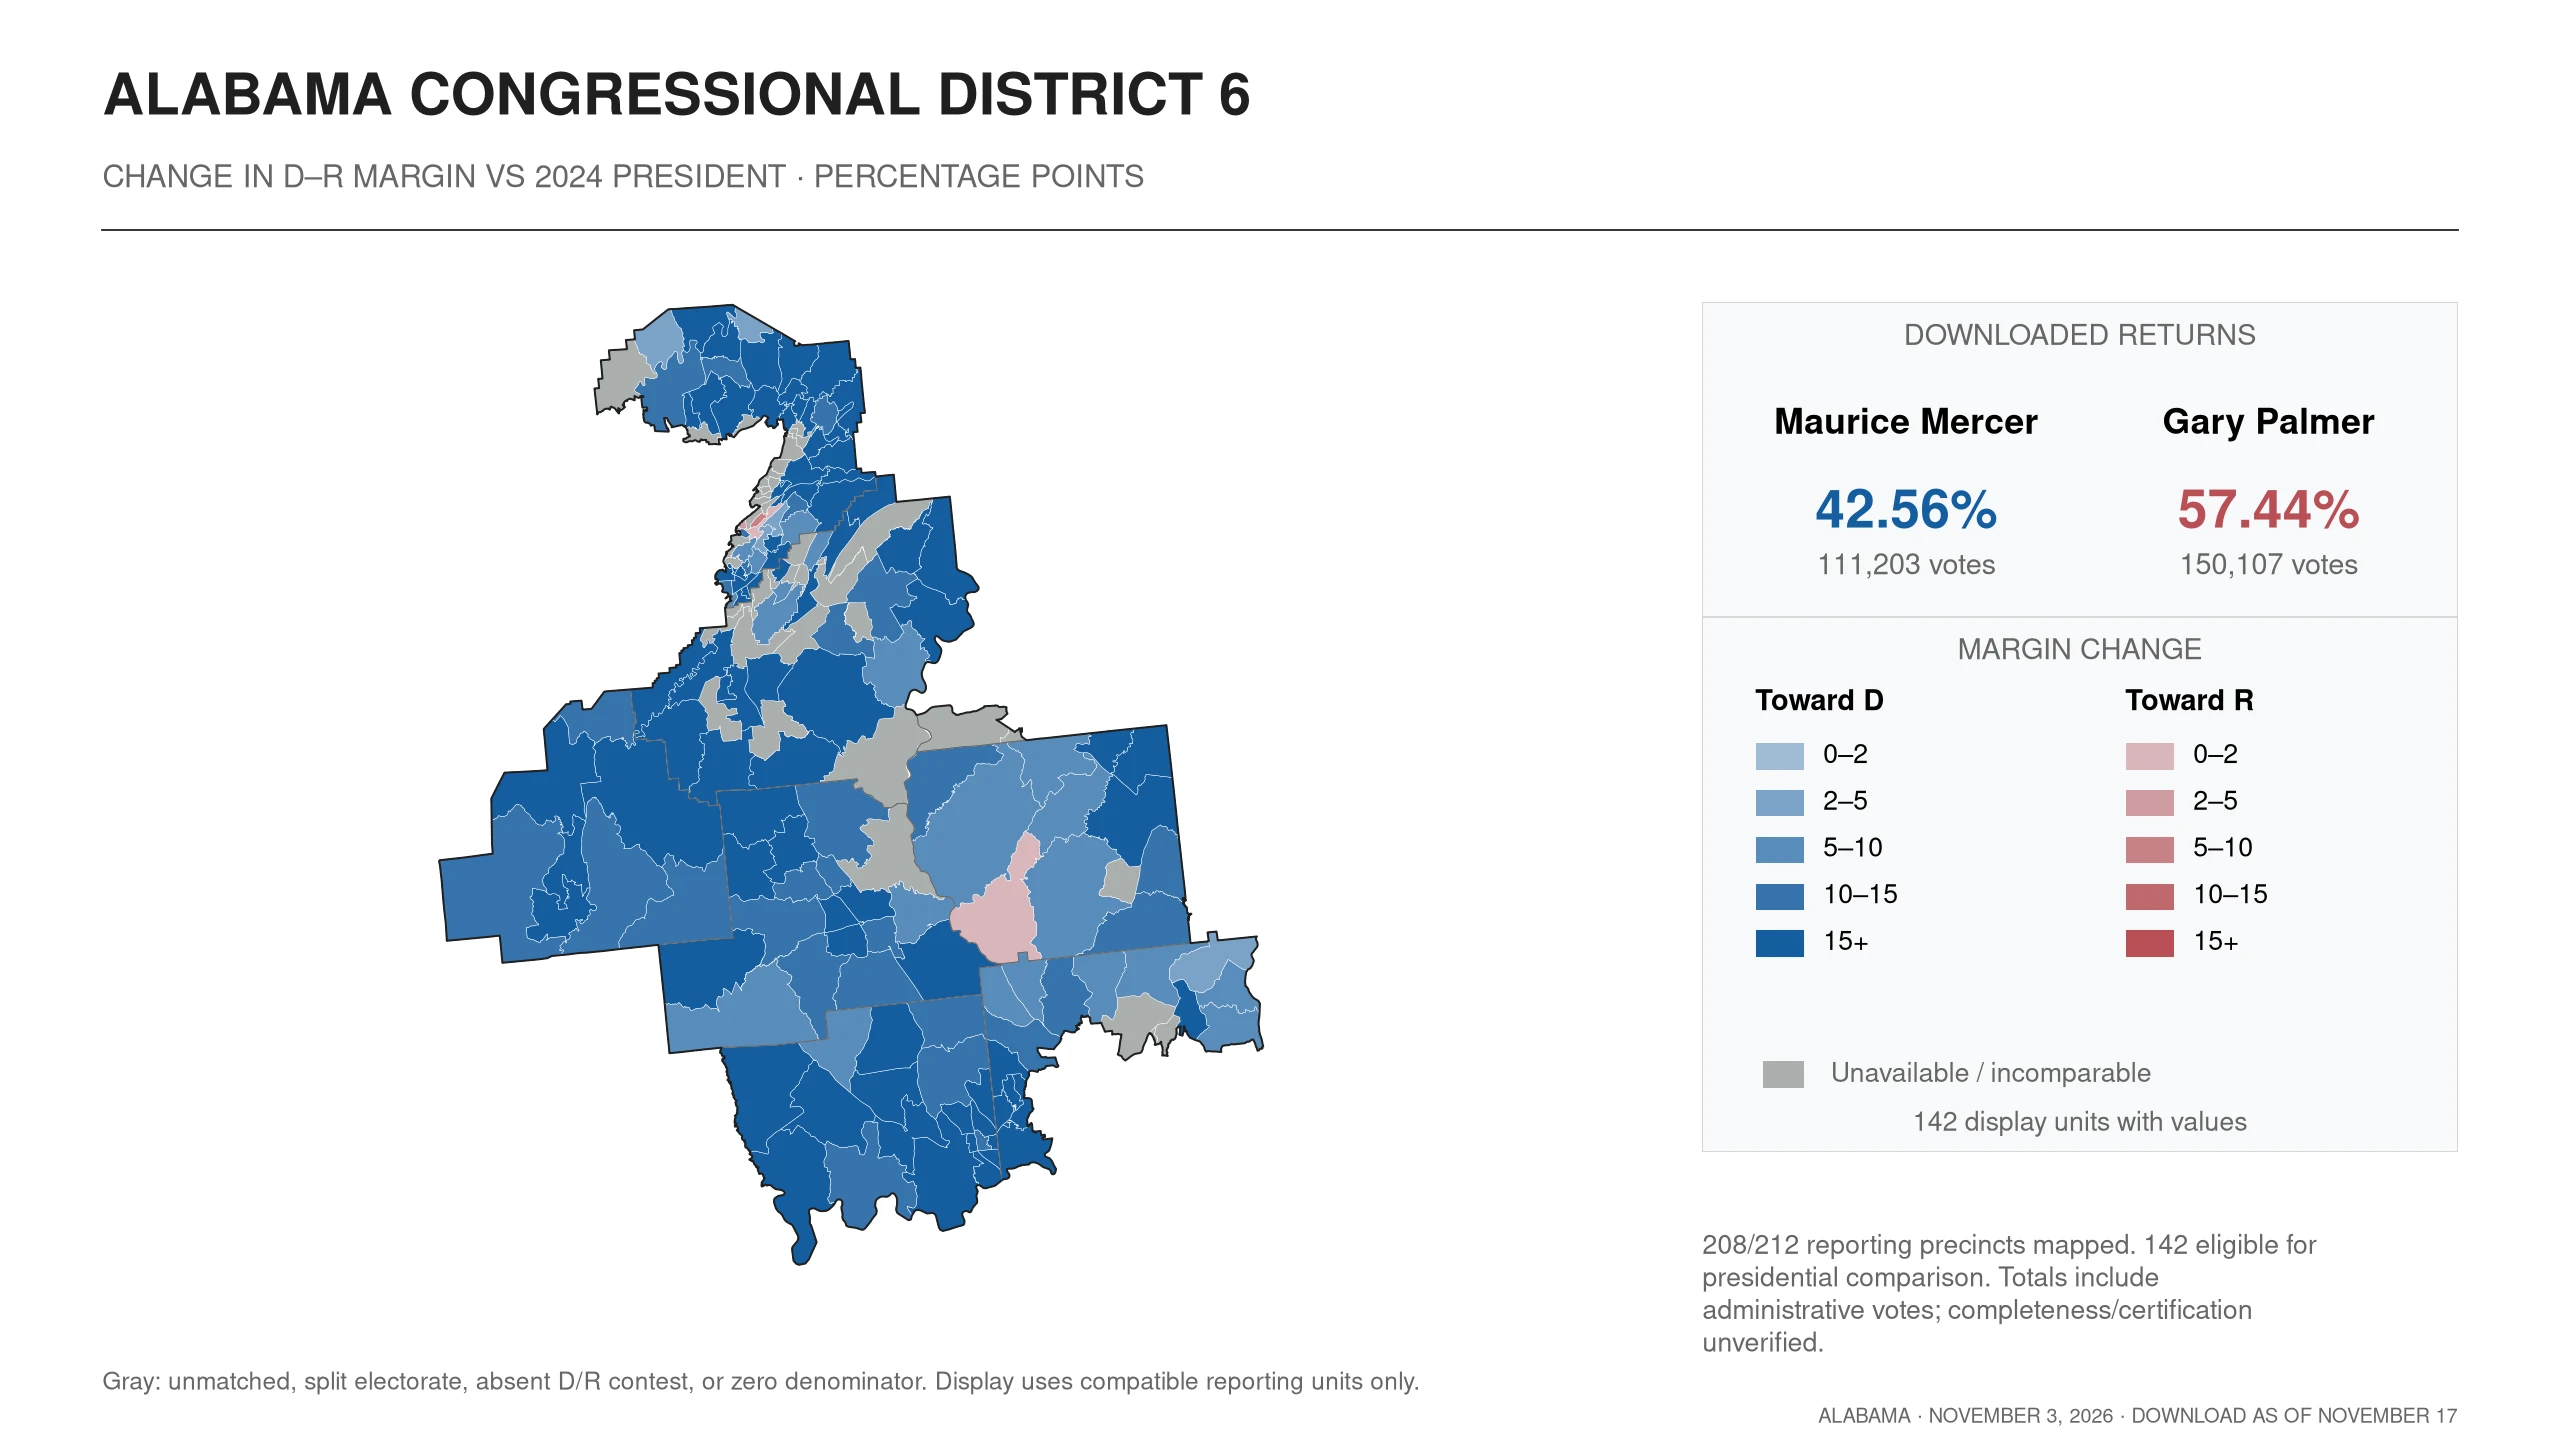 ALABAMA CONGRESSIONAL DISTRICT 6
CHANGE IN D–R MARGIN VS 2024 PRESIDENT · PERCENTAGE POINTS
DOWNLOADED RETURNS
Maurice Mercer
42.56%
111,203 votes
Gary Palmer
57.44%
150,107 votes
MARGIN CHANGE
Toward D
0–2
2–5
5–10
10–15
15+
Toward R
0–2
2–5
5–10
10–15
15+
Unavailable / incomparable
142 display units with values
208/212 reporting precincts mapped. 142 eligible for
presidential comparison. Totals include
administrative votes; completeness/certification
unverified.
Gray: unmatched, split electorate, absent D/R contest, or zero denominator. Display uses compatible reporting units only.
ALABAMA · NOVEMBER 3, 2026 · DOWNLOAD AS OF NOVEMBER 17